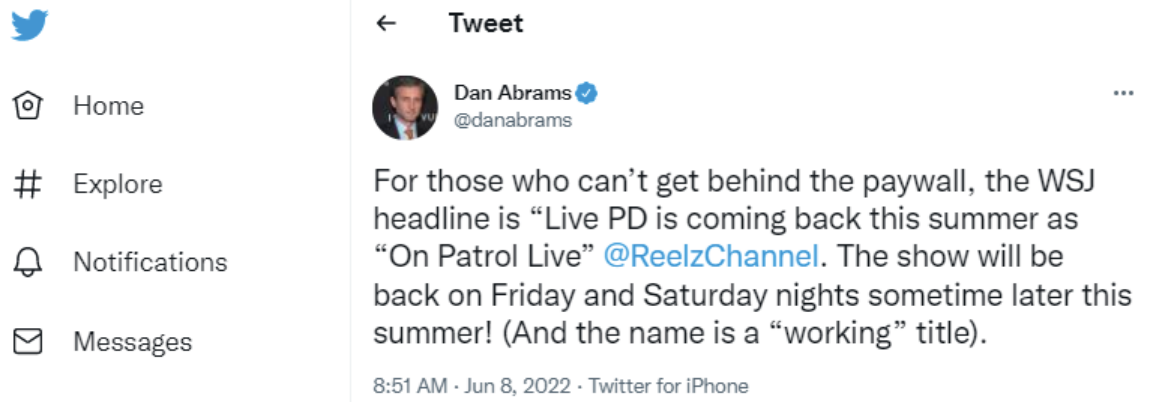 Tweet
Home
Explore
Notifications
Messages
Dan Abrams
@danabrams
For those who can’t get behind the paywall, the WSJ
headline is “Live PD is coming back this summer as
“On Patrol Live” @ReelzChannel. The show will be
back on Friday and Saturday nights sometime later this
summer! (And the name is a “working” title).
8:51 AM · Jun 8, 2022 · Twitter for iPhone